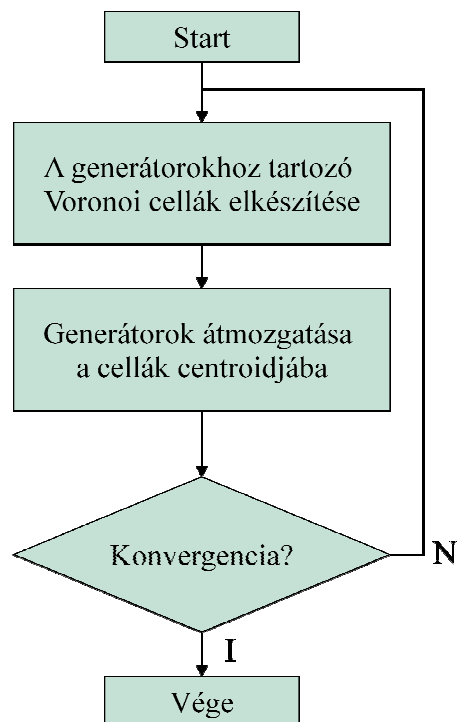 Start
A generátorokhoz tartozó
Voronoi cellák elkészítése
Generátorok átmozgatása
a cellák centroidjába
Konvergencia?
N
I
Vége